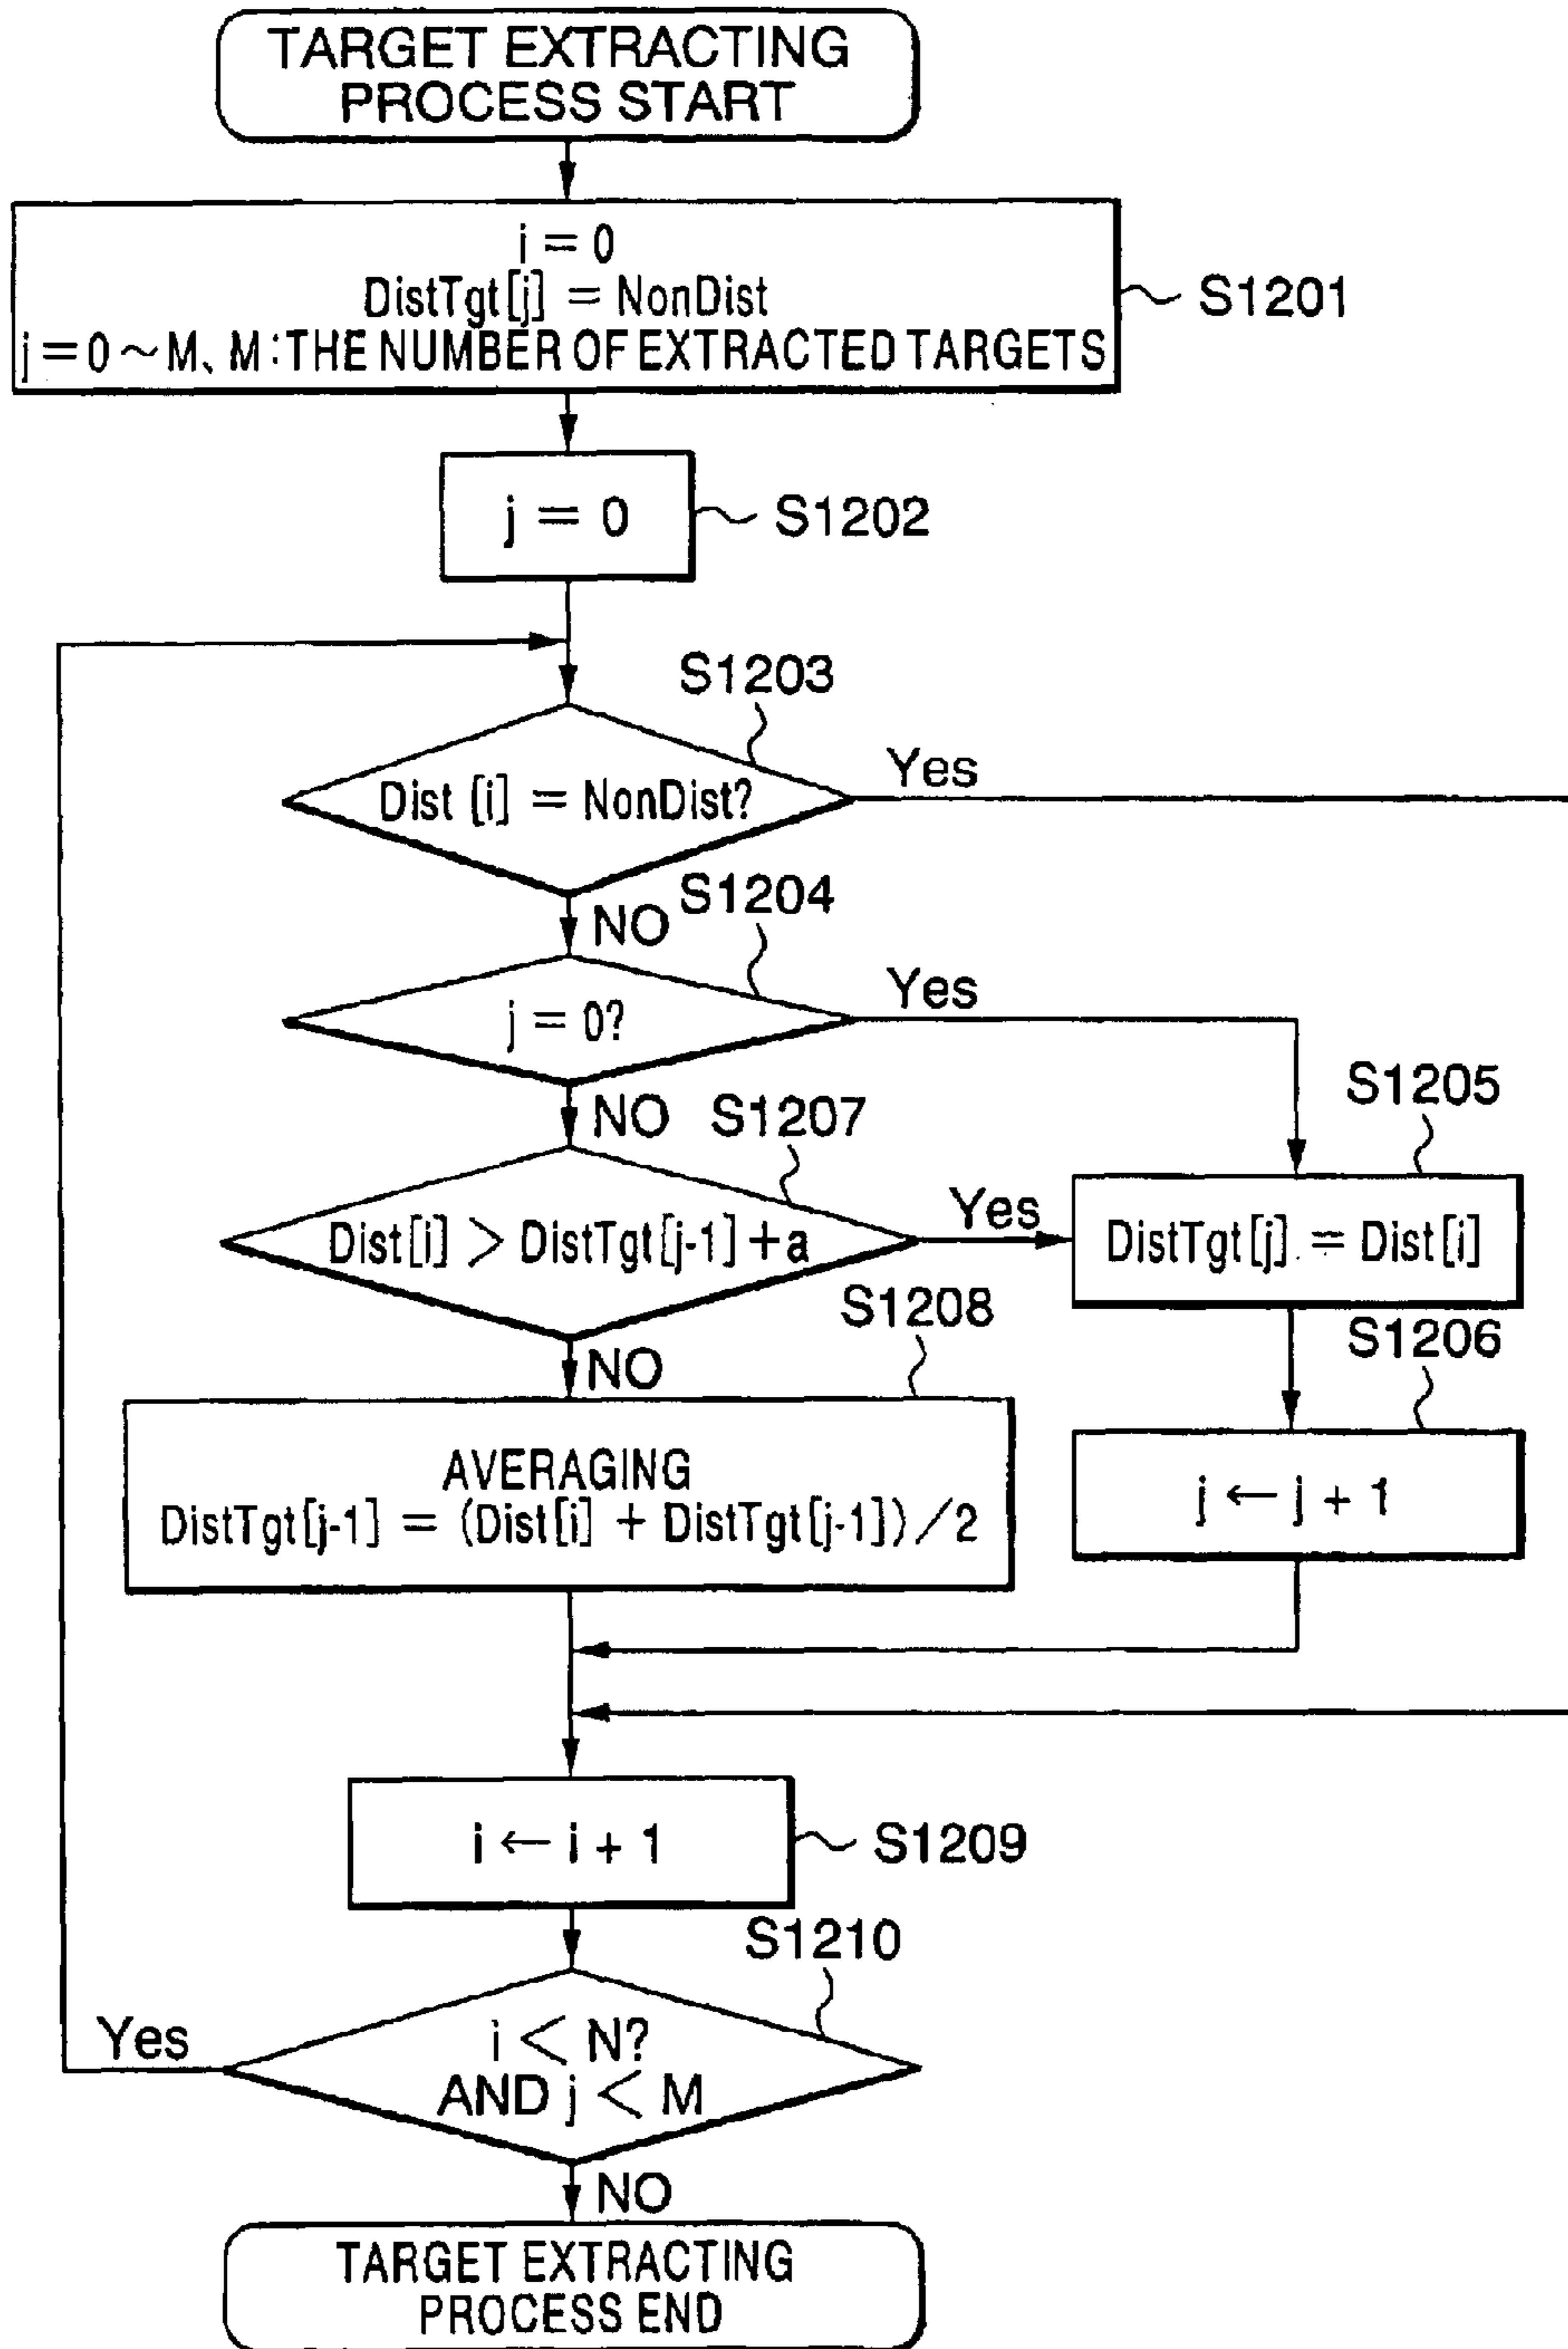 TARGET EXTRACTING
PROCESS START
i = 0
DistTgt[j] = NonDist
j = 0 ~ M、M : THE NUMBER OF EXTRACTED TARGETS
S1201
j = 0
S1202
S1203
Dist [i] = NonDist?
Yes
NO
S1204
j = 0?
Yes
NO
S1207
S1205
Dist[i] > DistTgt[j-1] + a
Yes
DistTgt[j] = Dist[i]
S1208
S1206
NO
AVERAGING
DistTgt[j-1] = (Dist[i] + DistTgt[j-1])/2
j ← j + 1
i ← i + 1
S1209
S1210
Yes
i < N?
AND j < M
NO
TARGET EXTRACTING
PROCESS END